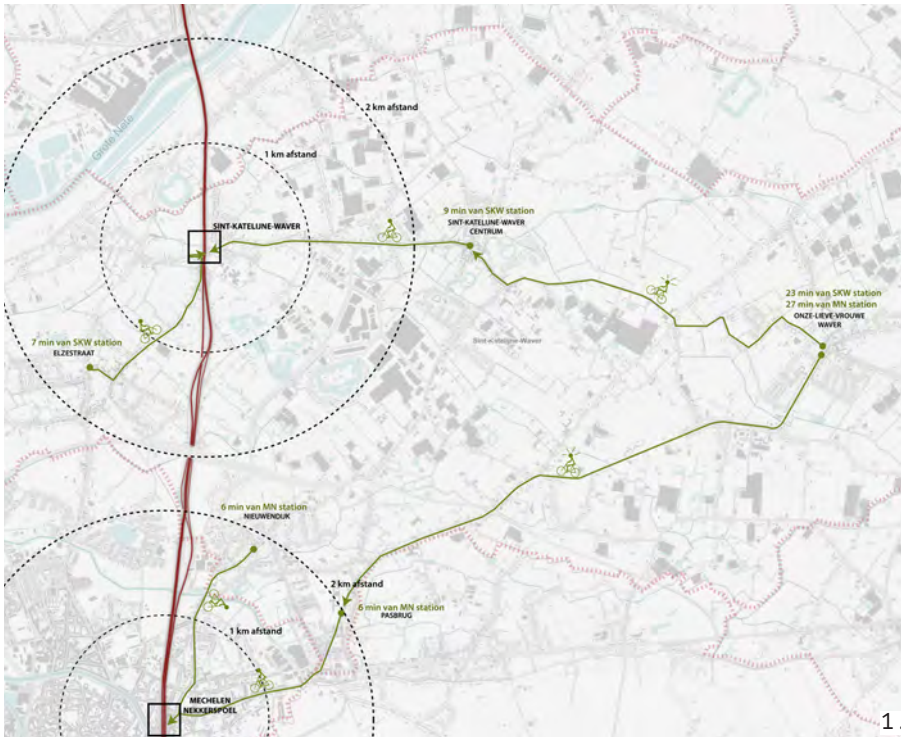 Grote Nete
2 km afstand
1 km afstand
SINT-KATELIJNE-WAVER
9 min van SKW station
SINT-KATELIJNE-WAVER
CENTRUM
23 min van SKW station
27 min van MN station
ONZE-LIEVE-VROUWE
WAVER
7 min van SKW station
ELZESTRAAT
Sint-Katelijne-Waver
6 min van MN station
NIEUWENDIJK
2 km afstand
6 min van MN station
PASBRUG
1 km afstand
MECHELEN
NEKKERSPOEL
1